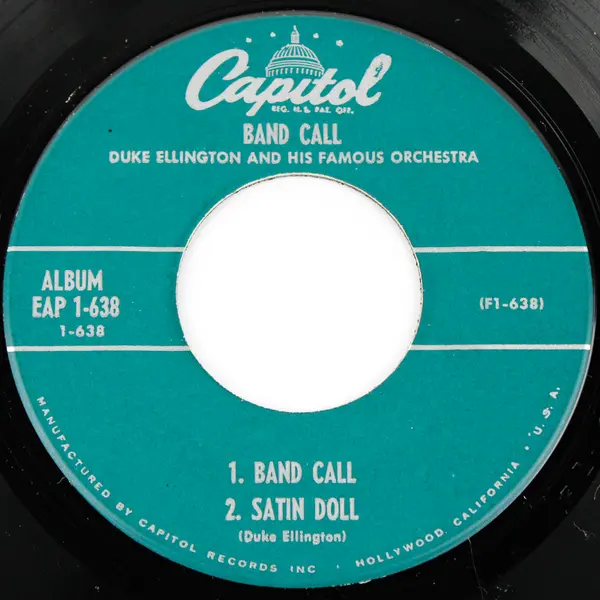 Capitol
REG. U.S. PAT. OFF.
BAND CALL
DUKE ELLINGTON AND HIS FAMOUS ORCHESTRA
ALBUM
EAP 1-638
1-638
(F1-638)
1. BAND CALL
2. SATIN DOLL
(Duke Ellington)
MANUFACTURED BY CAPITOL RECORDS INC • HOLLYWOOD, CALIFORNIA • U.S.A.